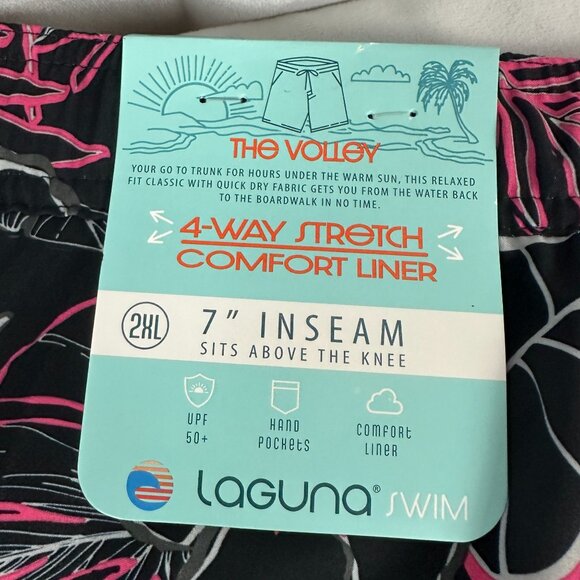 THE VOLLEY
YOUR GO TO TRUNK FOR HOURS UNDER THE WARM SUN, THIS RELAXED
FIT CLASSIC WITH QUICK DRY FABRIC GETS YOU FROM THE WATER BACK
TO THE BOARDWALK IN NO TIME.
4-WAY STRETCH
COMFORT LINER
2XL 7" INSEAM
SITS ABOVE THE KNEE
UPF
50+
HAND
POCKETS
COMFORT
LINER
LAGUNA® SWIM